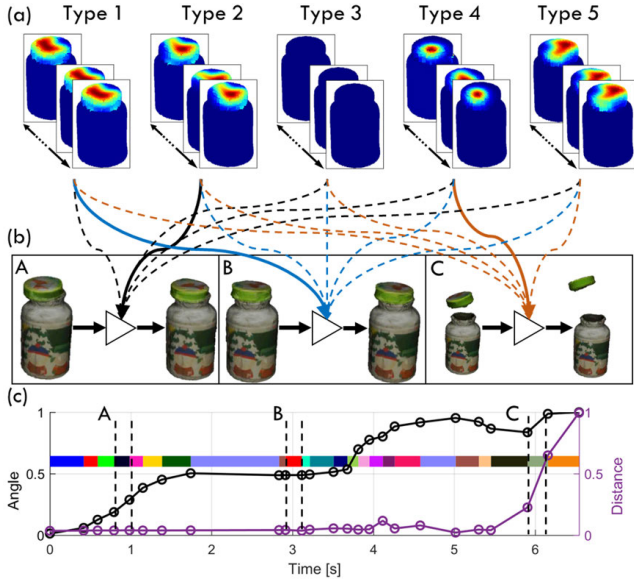 (a) Type 1 Type 2 Type 3 Type 4 Type 5
(b)
A B C
(c)
A B C
1 1
Angle 0.5 0.5 Distance
0 0
0 1 2 3 4 5 6
Time [s]